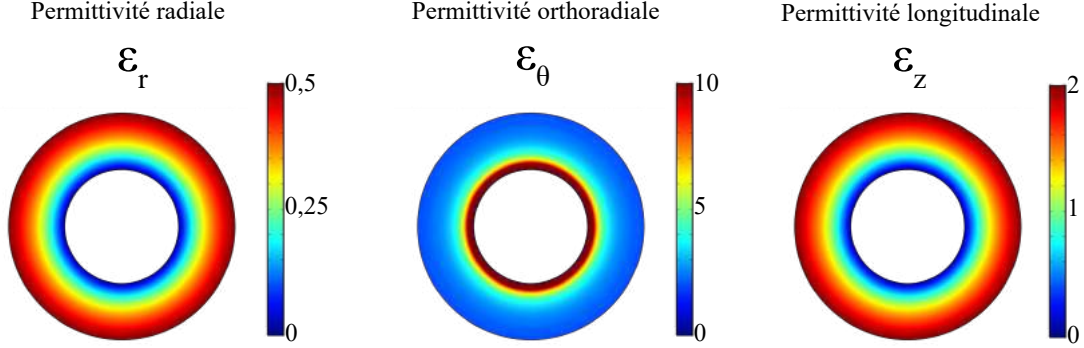 Permittivité radiale
εr
0,5
0,25
0
Permittivité orthoradiale
εθ
10
5
0
Permittivité longitudinale
εz
2
1
0